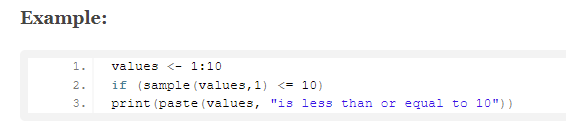 Example:
1. values <- 1:10
2. if (sample(values,1) <= 10)
3. print(paste(values, "is less than or equal to 10"))